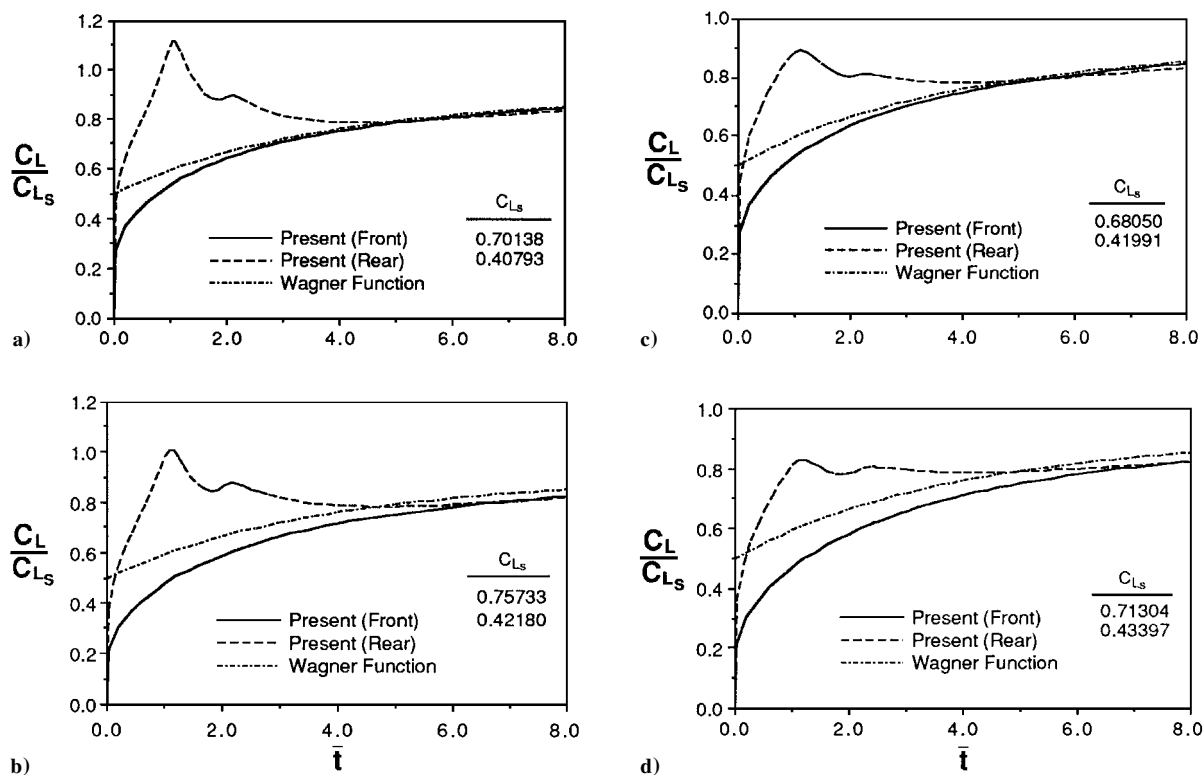 1.2
1.0
0.8
0.6
0.4
0.2
0.0
C_L
C_Ls
C_Ls
0.70138
0.40793
Present (Front)
Present (Rear)
Wagner Function
0.0 2.0 4.0 6.0 8.0
a)
1.0
0.8
0.6
0.4
0.2
0.0
C_L
C_Ls
C_Ls
0.68050
0.41991
Present (Front)
Present (Rear)
Wagner Function
0.0 2.0 4.0 6.0 8.0
c)
1.2
1.0
0.8
0.6
0.4
0.2
0.0
C_L
C_Ls
C_Ls
0.75733
0.42180
Present (Front)
Present (Rear)
Wagner Function
0.0 2.0 4.0 6.0 8.0
b) t̄
1.0
0.8
0.6
0.4
0.2
0.0
C_L
C_Ls
C_Ls
0.71304
0.43397
Present (Front)
Present (Rear)
Wagner Function
0.0 2.0 4.0 6.0 8.0
d) t̄